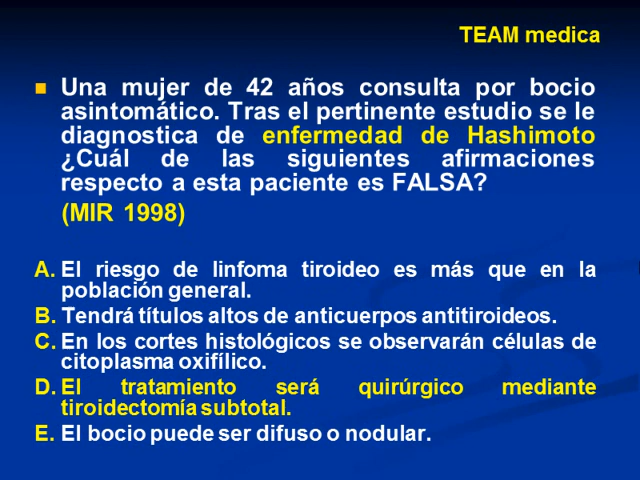 TEAM medica
Una mujer de 42 años consulta por bocio
asintomático. Tras el pertinente estudio se le
diagnostica de enfermedad de Hashimoto
¿Cuál de las siguientes afirmaciones
respecto a esta paciente es FALSA?
(MIR 1998)
A. El riesgo de linfoma tiroideo es más que en la
población general.
B. Tendrá títulos altos de anticuerpos antitiroideos.
C. En los cortes histológicos se observarán células de
citoplasma oxifílico.
D. El tratamiento será quirúrgico mediante
tiroidectomía subtotal.
E. El bocio puede ser difuso o nodular.